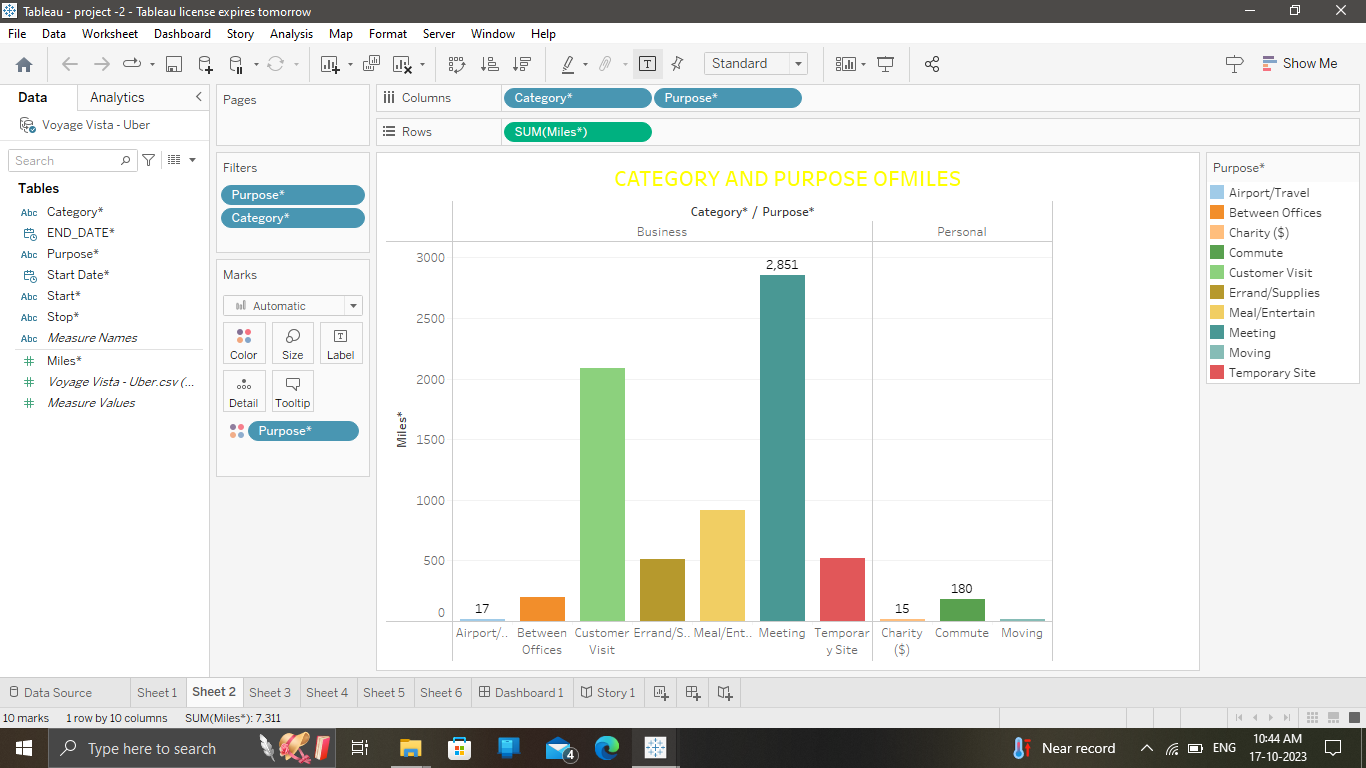 Tableau - project -2 - Tableau license expires tomorrow
File Data Worksheet Dashboard Story Analysis Map Format Server Window Help
Standard
Show Me
Data Analytics
Voyage Vista - Uber
Search
Tables
Abc Category*
END_DATE*
Abc Purpose*
Start Date*
Abc Start*
Abc Stop*
Abc Measure Names
# Miles*
# Voyage Vista - Uber.csv (...
# Measure Values
Pages
Filters
Purpose*
Category*
Marks
Automatic
Color Size Label
Detail Tooltip
Purpose*
Columns Category* Purpose*
Rows SUM(Miles*)
CATEGORY AND PURPOSE OFMILES
Category* / Purpose*
Business Personal
Miles*
3000
2500
2000
1500
1000
500
0
17
2,851
15
180
Airport/.. Between Offices Customer Visit Errand/S.. Meal/Ent.. Meeting Temporary Site Charity ($) Commute Moving
Purpose*
Airport/Travel
Between Offices
Charity ($)
Commute
Customer Visit
Errand/Supplies
Meal/Entertain
Meeting
Moving
Temporary Site
Data Source Sheet 1 Sheet 2 Sheet 3 Sheet 4 Sheet 5 Sheet 6 Dashboard 1 Story 1
10 marks 1 row by 10 columns SUM(Miles*): 7,311
Type here to search
4
Near record
ENG
10:44 AM
17-10-2023